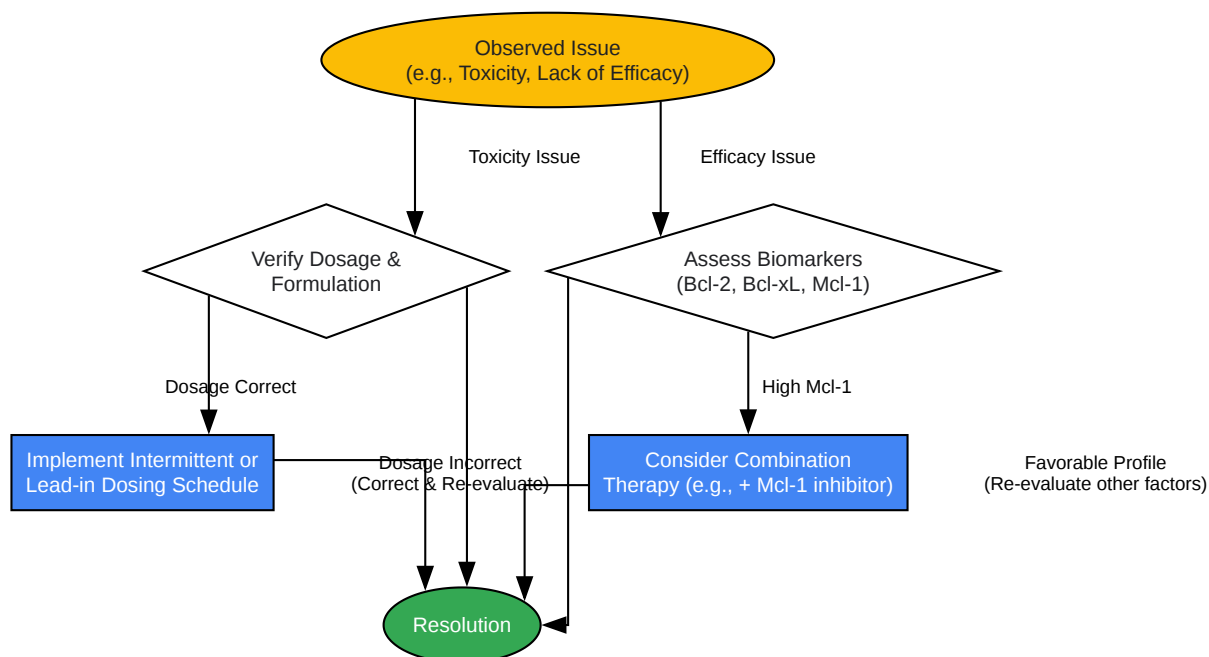 Observed Issue
(e.g., Toxicity, Lack of Efficacy)
Toxicity Issue
Efficacy Issue
Verify Dosage &
Formulation
Assess Biomarkers
(Bcl-2, Bcl-xL, Mcl-1)
Dosage Correct
High Mcl-1
Implement Intermittent or
Lead-in Dosing Schedule
Dosage Incorrect
(Correct & Re-evaluate)
Consider Combination
Therapy (e.g., + Mcl-1 inhibitor)
Favorable Profile
(Re-evaluate other factors)
Resolution